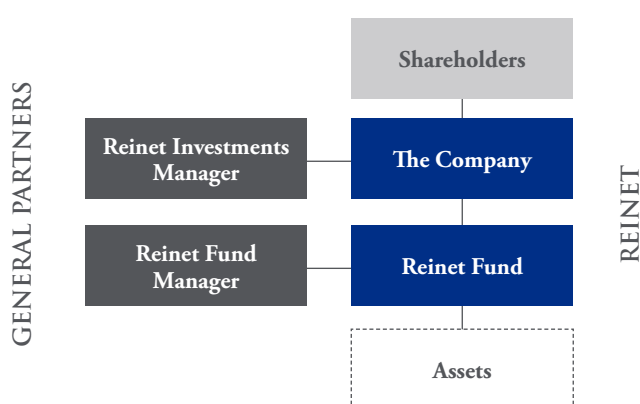 GENERAL PARTNERS
Shareholders
Reinet Investments
Manager
The Company
Reinet Fund
Manager
Reinet Fund
Assets
REINET